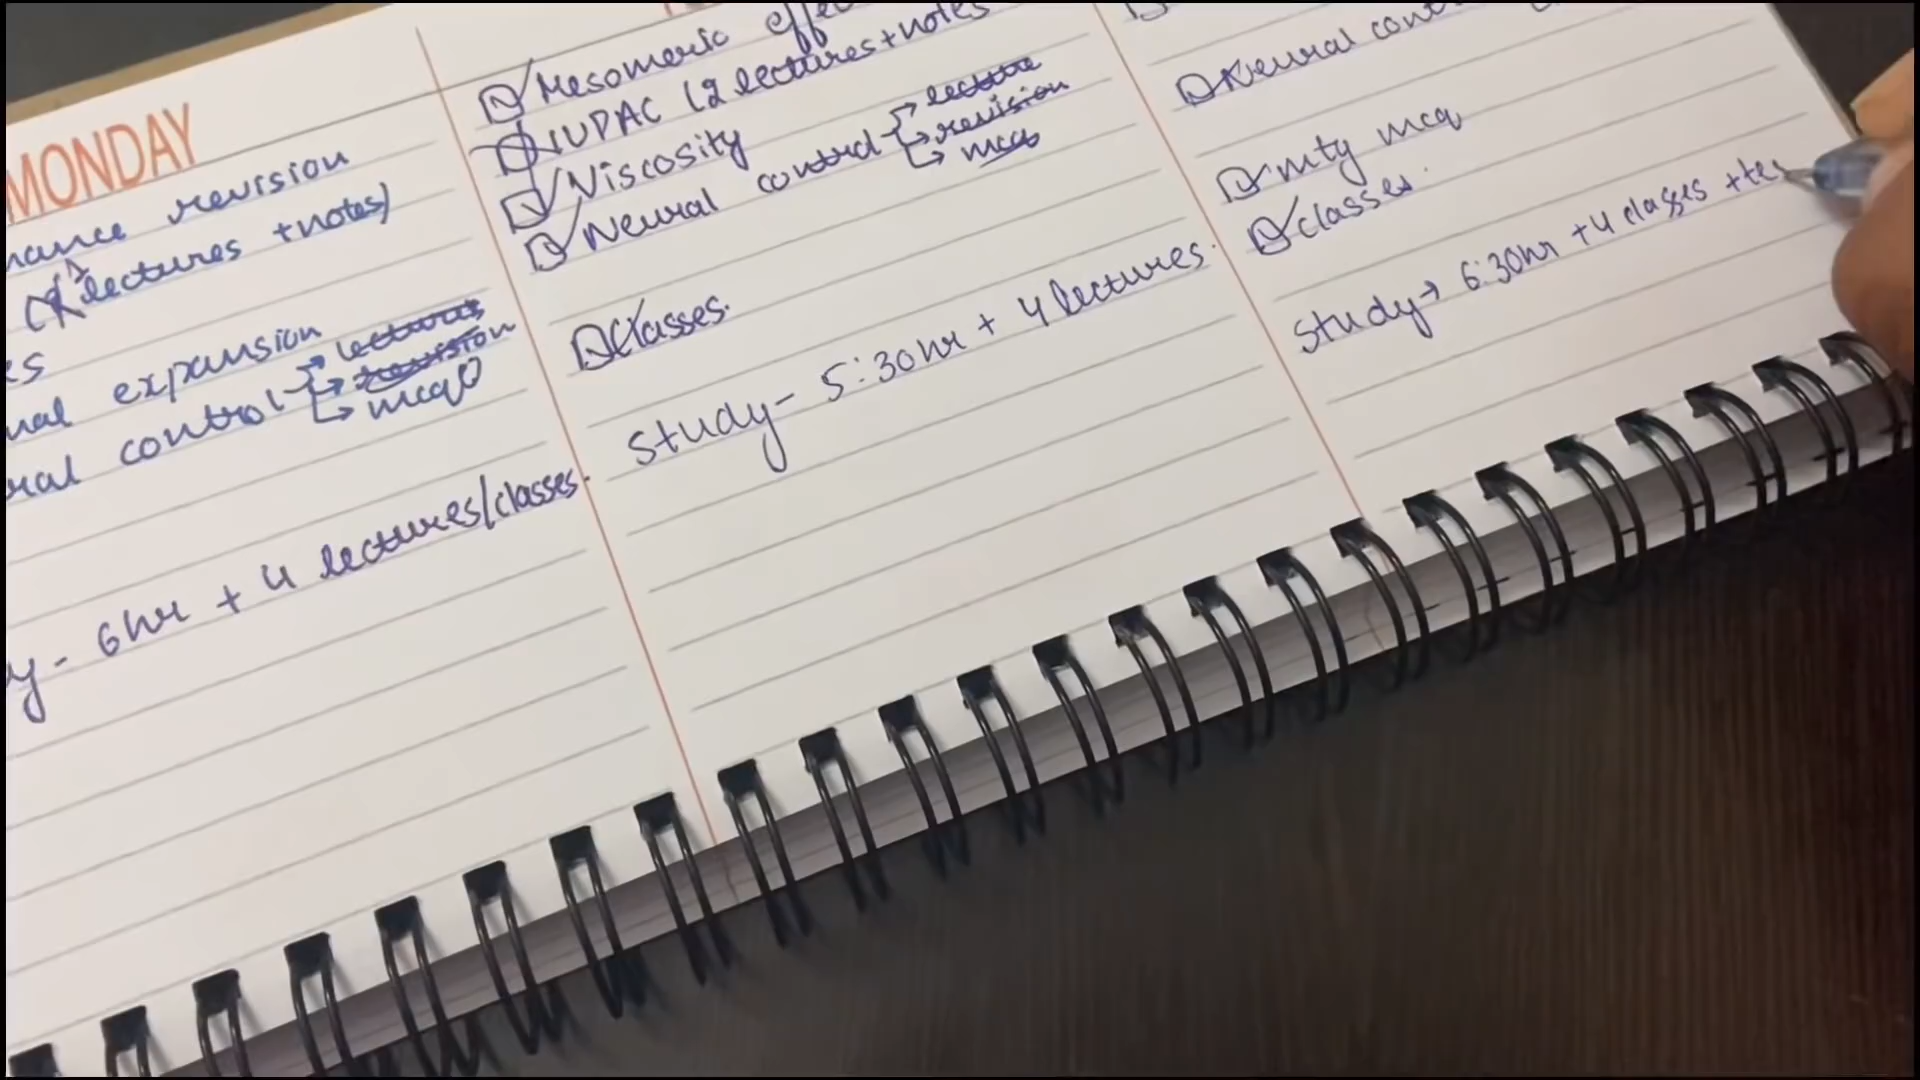 MONDAY
revision
(2 lectures +notes)
expansion
control → lectures
→ revision
→ mcq
6hr + 4 lectures/classes.
Mesomeric
IUPAC (2 lectures+notes
Viscosity
Neural control → lecture
→ revision
→ mcq
Classes.
Study- 5:30hr + 4 lectures.
Neural
mty mcq
classes.
Study→ 6:30hr +4 classes